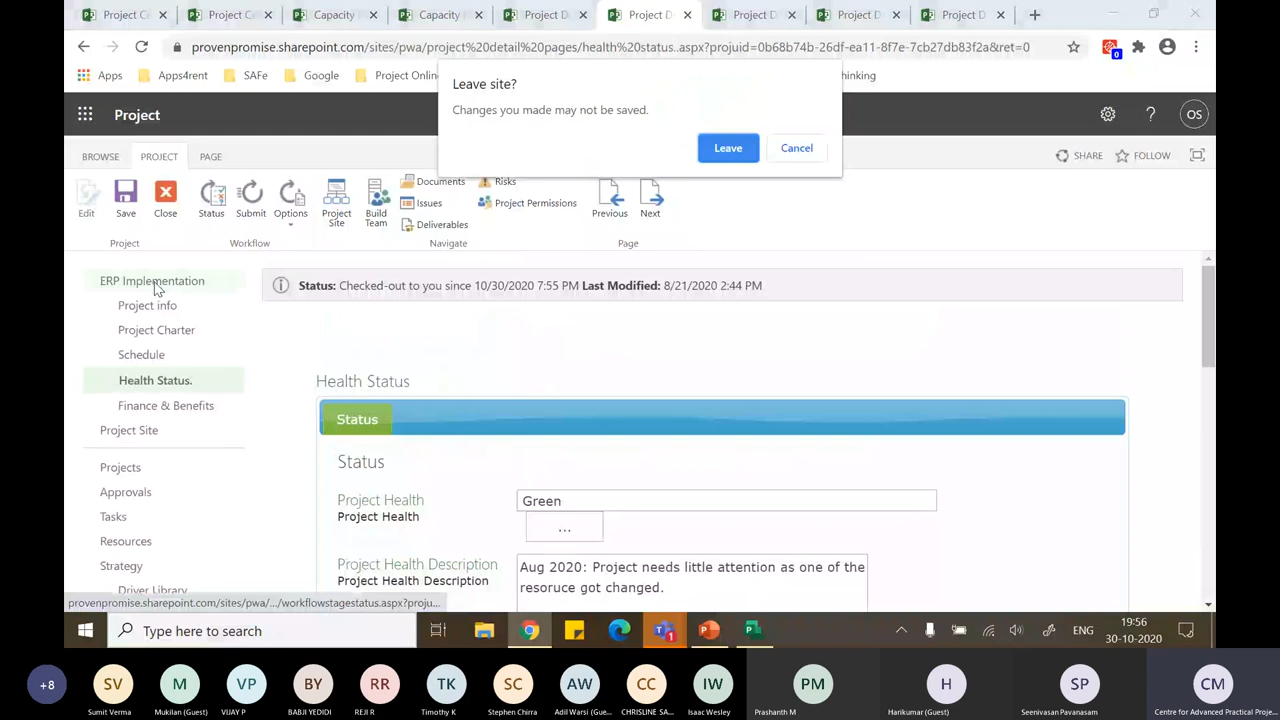 Project Ce
Project Ce
Capacity P
Capacity P
Project D
Project D
Project D
Project D
Project D
provenpromise.sharepoint.com/sites/pwa/project%20detail%20pages/health%20status..aspx?projuid=0b68b74b-26df-ea11-8f7e-7cb27db83f2a&ret=0
0
Apps
Apps4rent
SAFe
Google
Project Onlin
hinking
Leave site?
Changes you made may not be saved.
Leave
Cancel
Project
OS
BROWSE
PROJECT
PAGE
SHARE
FOLLOW
Edit
Save
Close
Status
Submit
Options
Project Site
Build Team
Documents
Issues
Deliverables
Risks
Project Permissions
Previous
Next
Project
Workflow
Navigate
Page
ERP Implementation
Project info
Project Charter
Schedule
Health Status.
Finance & Benefits
Project Site
Projects
Approvals
Tasks
Resources
Strategy
Driver Library
Status: Checked-out to you since 10/30/2020 7:55 PM Last Modified: 8/21/2020 2:44 PM
Health Status
Status
Status
Project Health
Project Health
Green
...
Project Health Description
Project Health Description
Aug 2020: Project needs little attention as one of the
resoruce got changed.
provenpromise.sharepoint.com/sites/pwa/.../workflowstagestatus.aspx?proju...
Type here to search
1
ENG
19:56
30-10-2020
+8
SV
M
VP
BY
RR
TK
SC
AW
CC
IW
PM
H
SP
CM
Sumit Verma
Mukilan (Guest)
VIJAY P
BABJI YEDIDI
REJI R
Timothy K
Stephen Chirra
Adil Warsi (Gue...
CHRISLINE SA...
Isaac Wesley
Prashanth M
Harikumar (Guest)
Seenivasan Pavanasam
Centre for Advanced Practical Proje...